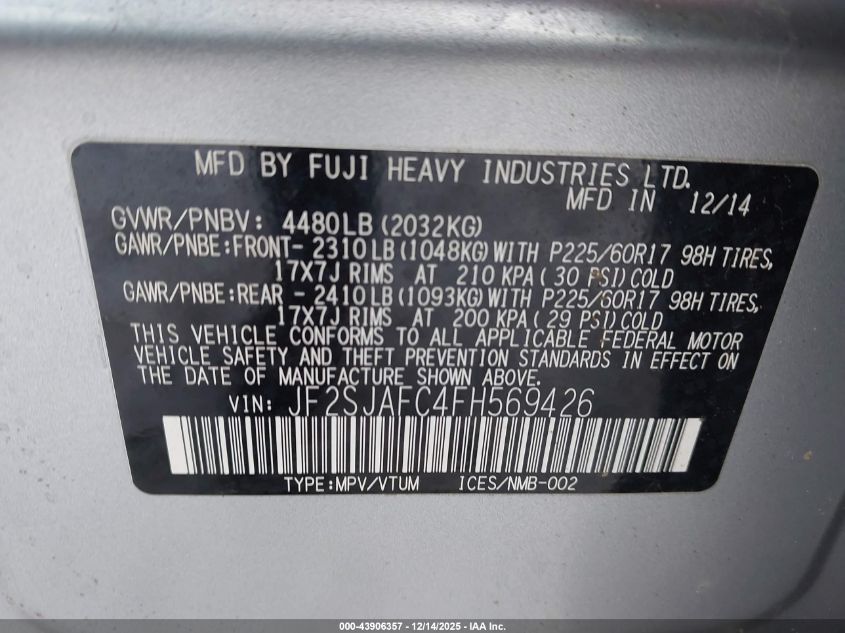 MFD BY FUJI HEAVY INDUSTRIES LTD.
MFD IN 12/14
GVWR/PNBV: 4480LB (2032KG)
GAWR/PNBE:FRONT- 2310LB(1048KG)WITH P225/60R17 98H TIRES,
17X7J RIMS AT 210 KPA( 30 PSI)COLD
GAWR/PNBE:REAR - 2410LB(1093KG)WITH P225/60R17 98H TIRES,
17X7J RIMS AT 200 KPA( 29 PSI)COLD
THIS VEHICLE CONFORMS TO ALL APPLICABLE FEDERAL MOTOR
VEHICLE SAFETY AND THEFT PREVENTION STANDARDS IN EFFECT ON
THE DATE OF MANUFACTURE SHOWN ABOVE.
VIN: JF2SJAFC4FH569426
TYPE:MPV/VTUM ICES/NMB-002
000-43906357 - 12/14/2025 - IAA Inc.